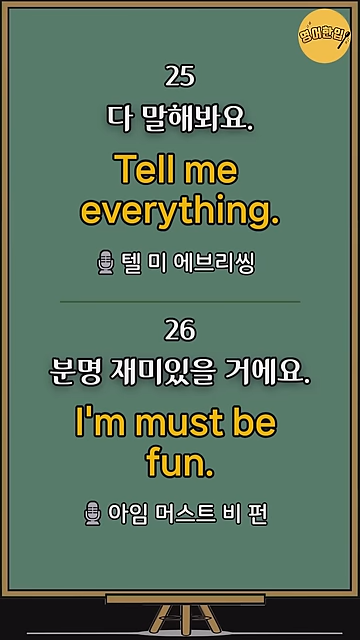 영어한입
25
다 말해봐요.
Tell me
everything.
텔 미 에브리씽
26
분명 재미있을 거에요.
I'm must be
fun.
아임 머스트 비 펀